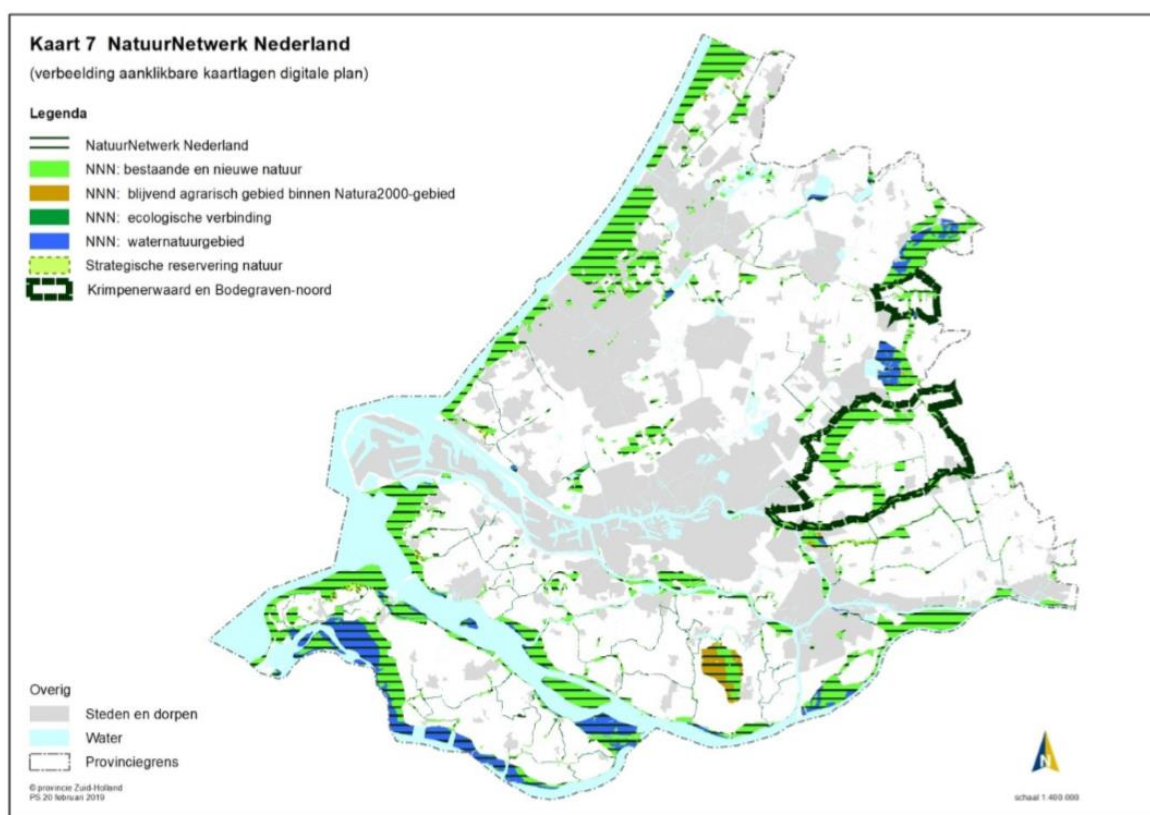 Kaart 7 NatuurNetwerk Nederland
(verbeelding aanklikbare kaartlagen digitale plan)
Legenda
NatuurNetwerk Nederland
NNN: bestaande en nieuwe natuur
NNN: blijvend agrarisch gebied binnen Natura2000-gebied
NNN: ecologische verbinding
NNN: waternatuurgebied
Strategische reservering natuur
Krimpenerwaard en Bodegraven-noord
Overig
Steden en dorpen
Water
Provinciegrens
© provincie Zuid-Holland
PS 20 februari 2019
N
schaal 1:400.000